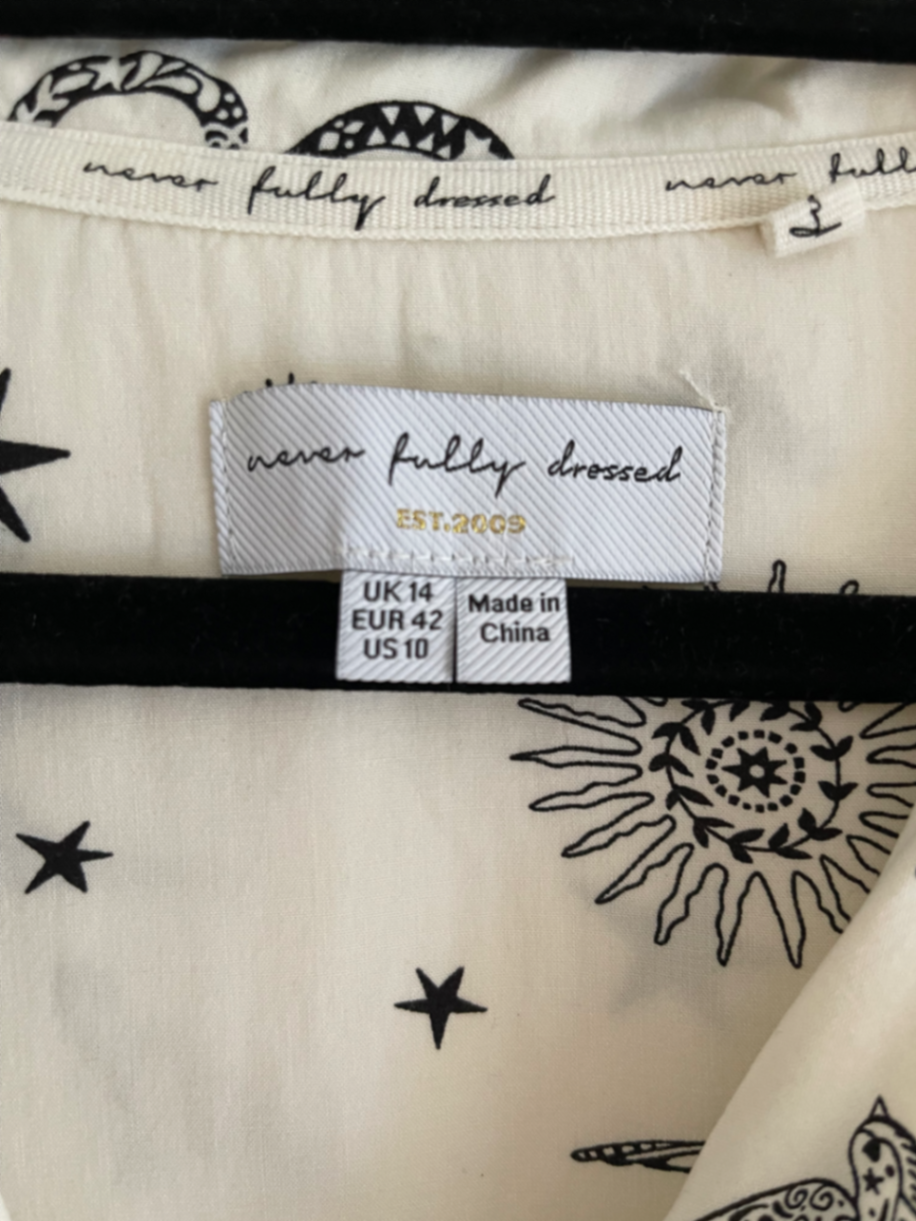 never fully dressed never fully
never fully dressed
EST.2009
UK 14
EUR 42
US 10
Made in
China